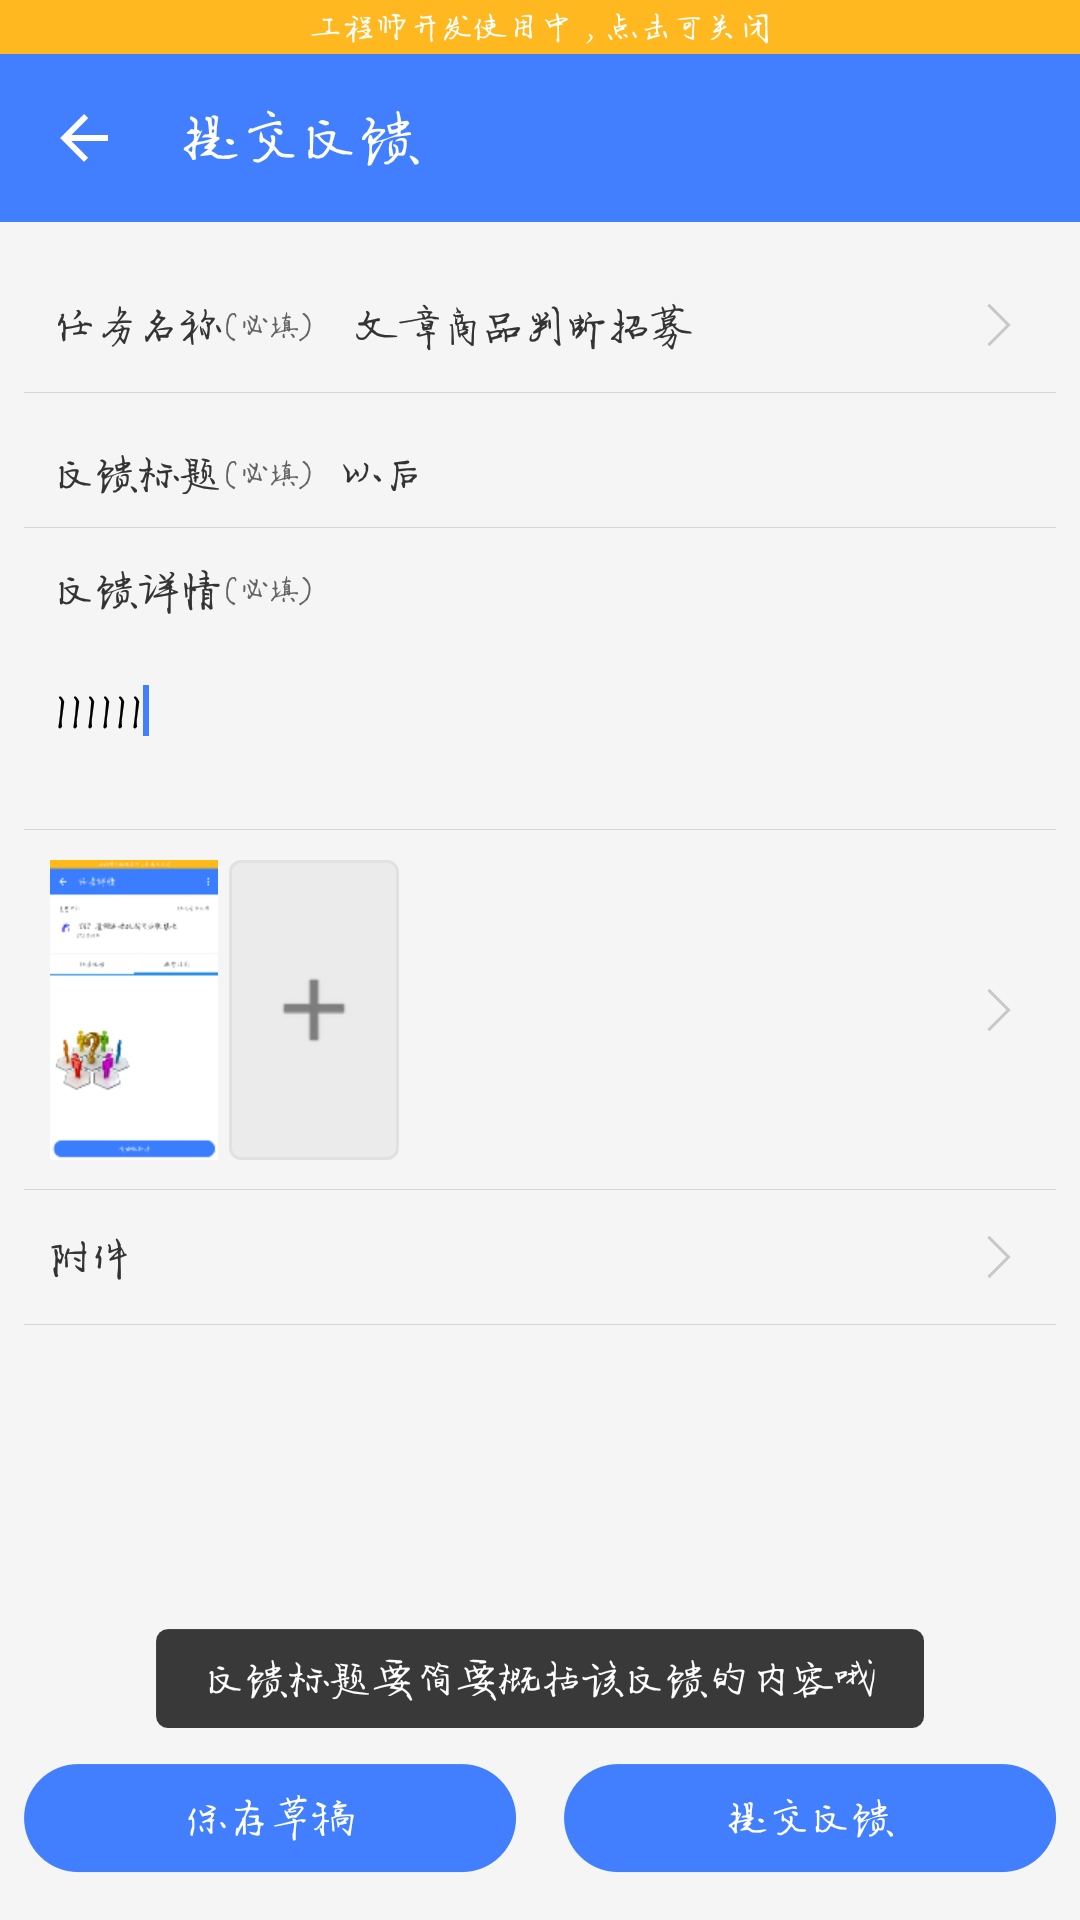 工程师开发使用中,点击可关闭
提交反馈
任务名称(必填) 文章商品判断招募
反馈标题(必填) 以后
反馈详情(必填)
111111
附件
反馈标题要简要概括该反馈的内容哦
保存草稿 提交反馈